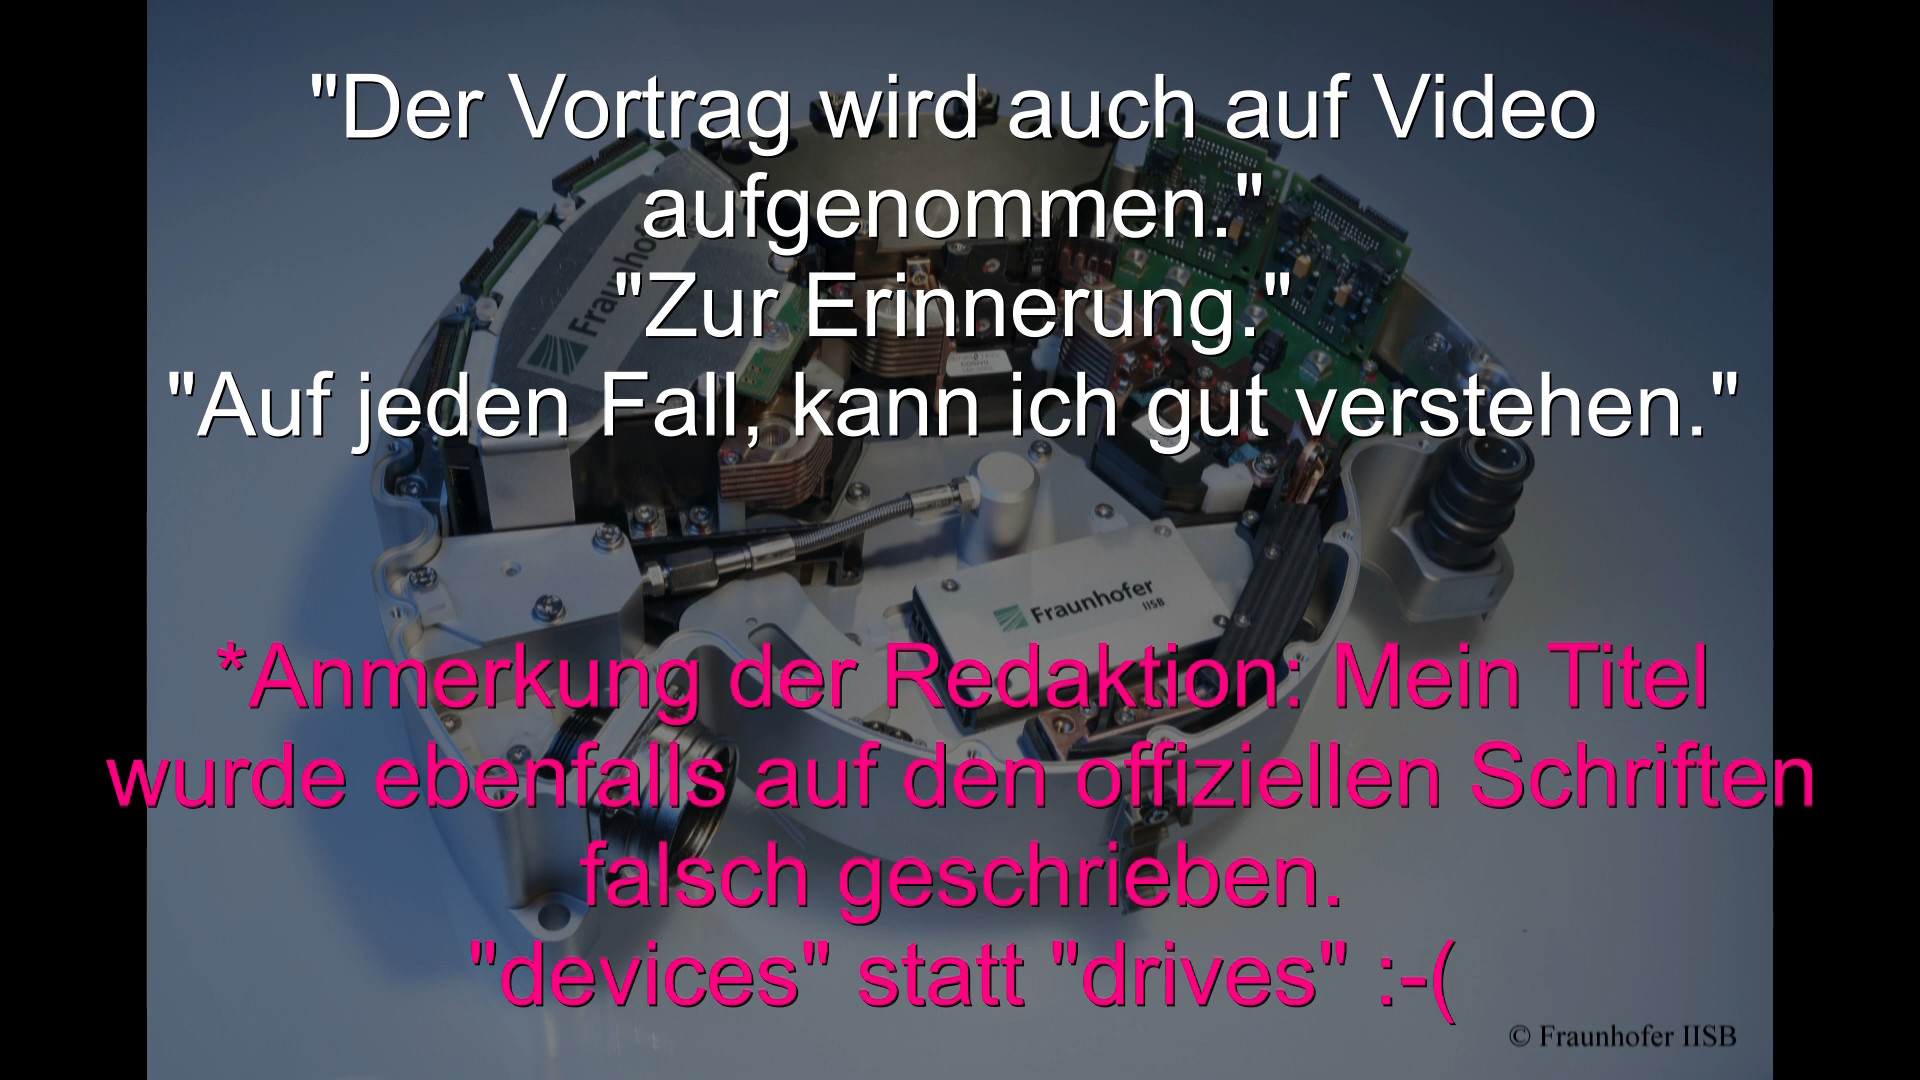 "Der Vortrag wird auch auf Video
aufgenommen."
"Zur Erinnerung."
"Auf jeden Fall, kann ich gut verstehen."
Fraunhofer
Fraunhofer
IISB
*Anmerkung der Redaktion: Mein Titel
wurde ebenfalls auf den offiziellen Schriften
falsch geschrieben.
"devices" statt "drives" :-(
© Fraunhofer IISB